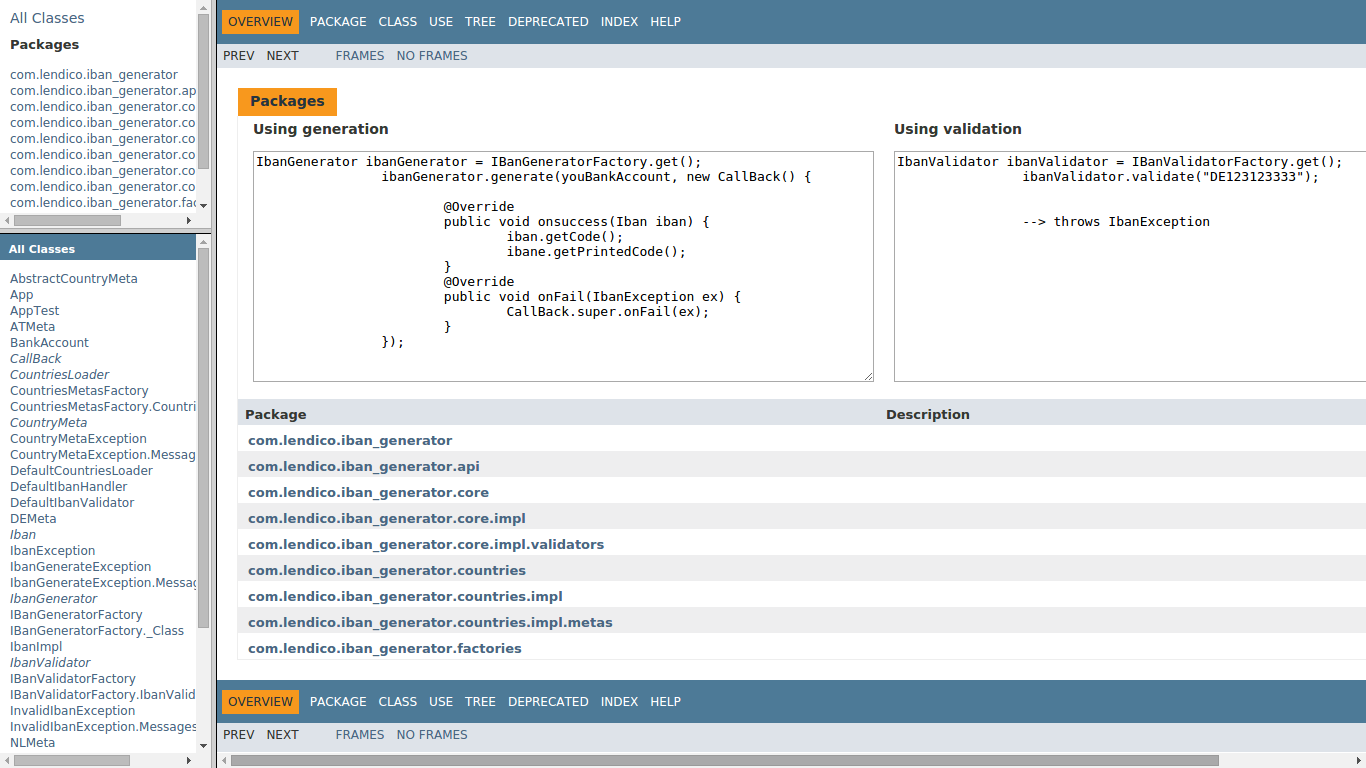 All Classes
Packages
com.lendico.iban_generator
com.lendico.iban_generator.ap
com.lendico.iban_generator.co
com.lendico.iban_generator.co
com.lendico.iban_generator.co
com.lendico.iban_generator.co
com.lendico.iban_generator.co
com.lendico.iban_generator.co
com.lendico.iban_generator.fac
All Classes
AbstractCountryMeta
App
AppTest
ATMeta
BankAccount
CallBack
CountriesLoader
CountriesMetasFactory
CountriesMetasFactory.Countri
CountryMeta
CountryMetaException
CountryMetaException.Messag
DefaultCountriesLoader
DefaultIbanHandler
DefaultIbanValidator
DEMeta
Iban
IbanException
IbanGenerateException
IbanGenerateException.Messag
IbanGenerator
IBanGeneratorFactory
IBanGeneratorFactory._Class
IbanImpl
IbanValidator
IBanValidatorFactory
IBanValidatorFactory.IbanValid
InvalidIbanException
InvalidIbanException.Messages
NLMeta
OVERVIEW PACKAGE CLASS USE TREE DEPRECATED INDEX HELP
PREV NEXT FRAMES NO FRAMES
Packages
Using generation
IbanGenerator ibanGenerator = IBanGeneratorFactory.get();
ibanGenerator.generate(youBankAccount, new CallBack() {
@Override
public void onsuccess(Iban iban) {
iban.getCode();
ibane.getPrintedCode();
}
@Override
public void onFail(IbanException ex) {
CallBack.super.onFail(ex);
}
});
Using validation
IbanValidator ibanValidator = IBanValidatorFactory.get();
ibanValidator.validate("DE123123333");
--> throws IbanException
Package Description
com.lendico.iban_generator
com.lendico.iban_generator.api
com.lendico.iban_generator.core
com.lendico.iban_generator.core.impl
com.lendico.iban_generator.core.impl.validators
com.lendico.iban_generator.countries
com.lendico.iban_generator.countries.impl
com.lendico.iban_generator.countries.impl.metas
com.lendico.iban_generator.factories
OVERVIEW PACKAGE CLASS USE TREE DEPRECATED INDEX HELP
PREV NEXT FRAMES NO FRAMES